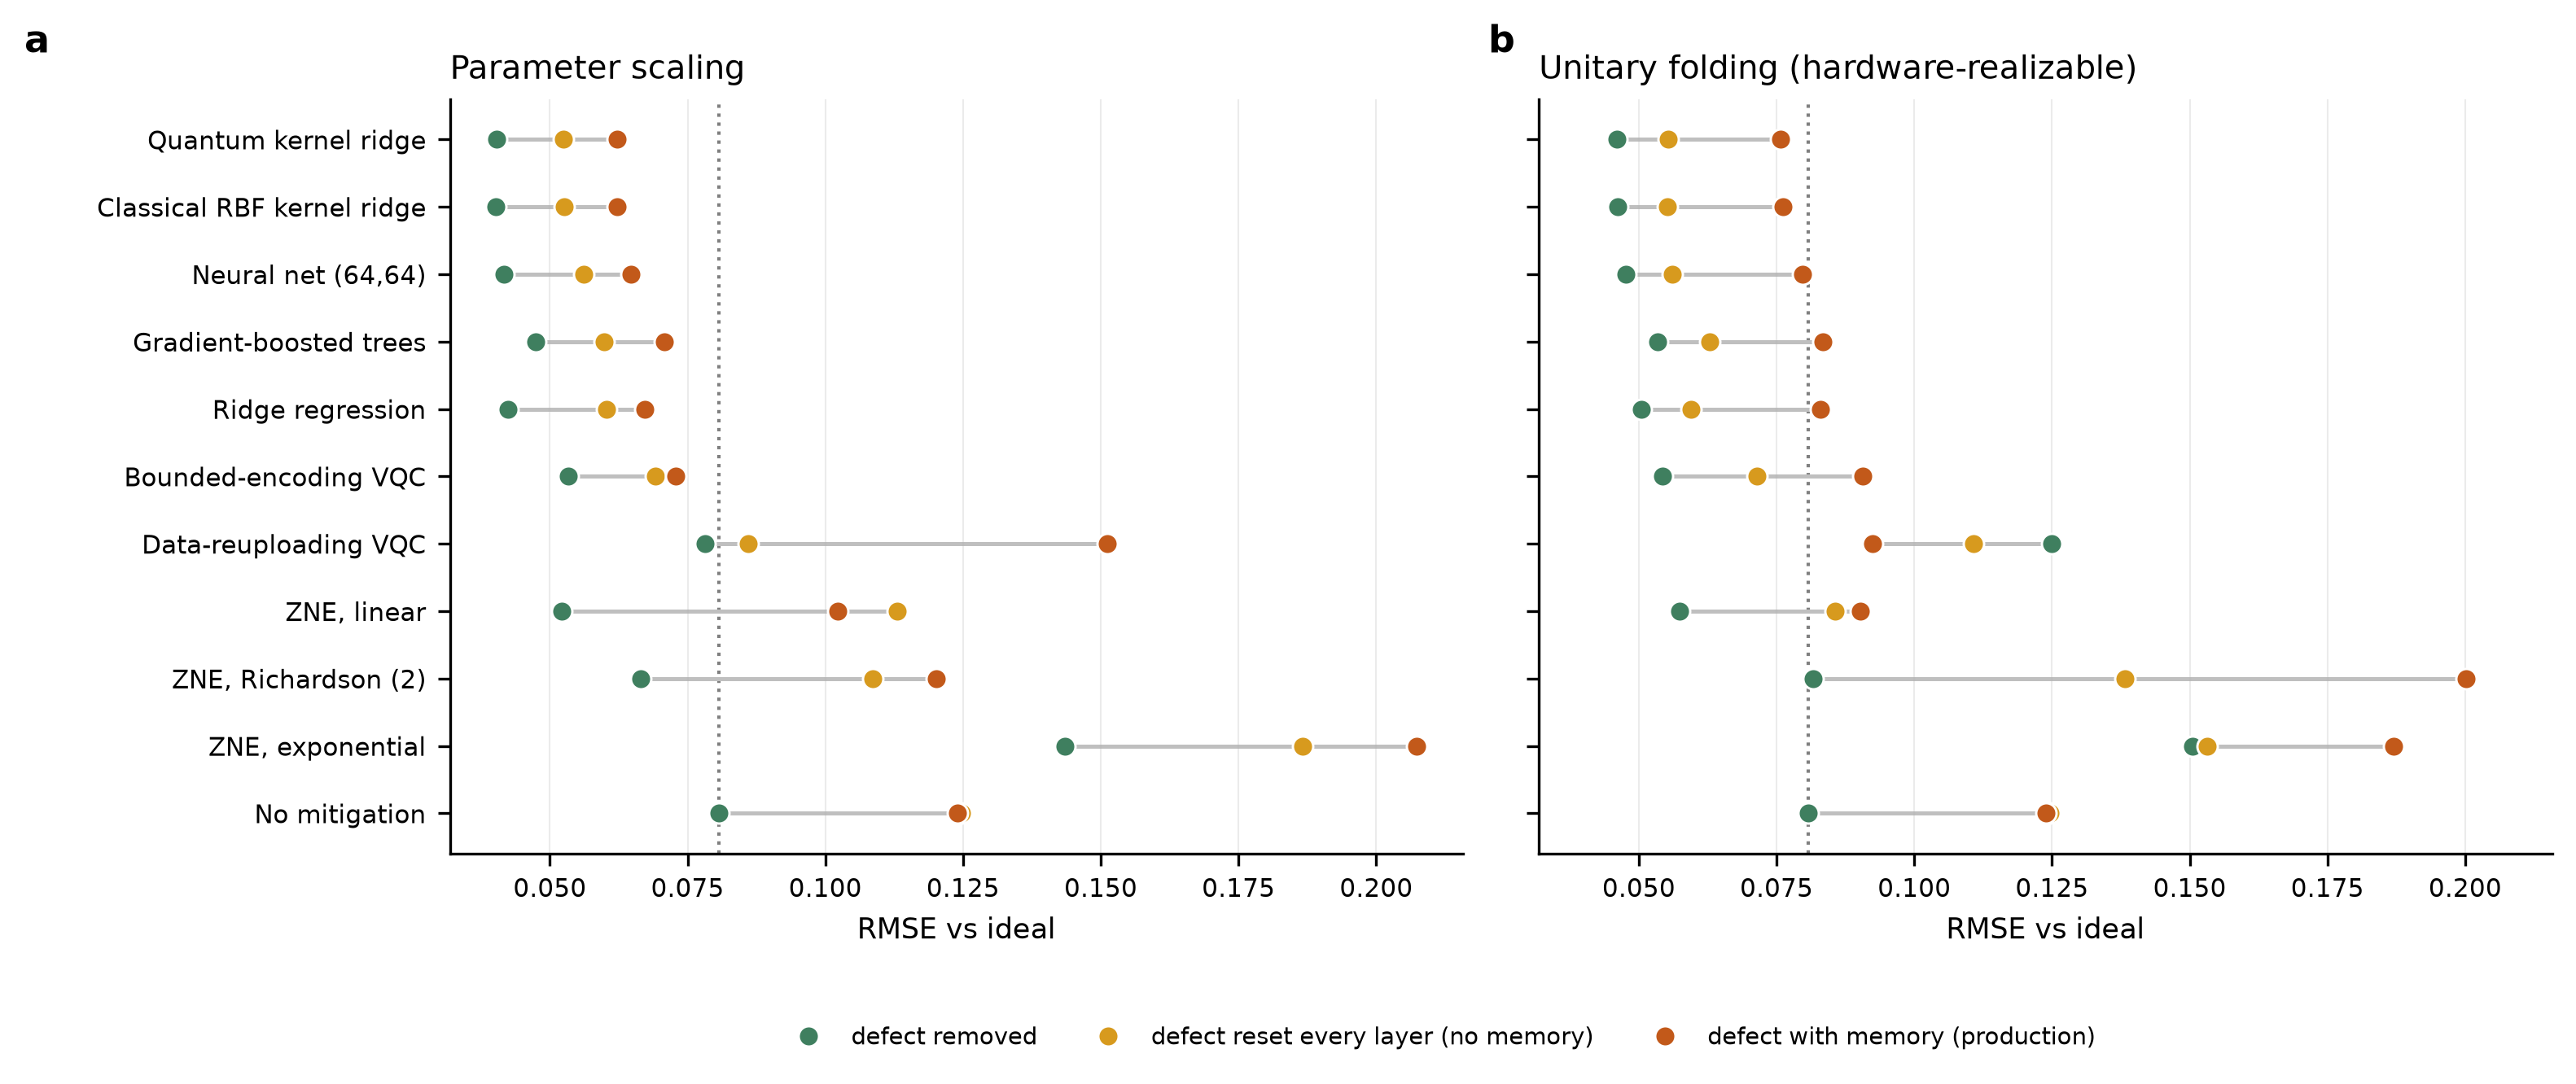 a
Parameter scaling
Quantum kernel ridge
Classical RBF kernel ridge
Neural net (64,64)
Gradient-boosted trees
Ridge regression
Bounded-encoding VQC
Data-reuploading VQC
ZNE, linear
ZNE, Richardson (2)
ZNE, exponential
No mitigation
0.050 0.075 0.100 0.125 0.150 0.175 0.200
RMSE vs ideal
b
Unitary folding (hardware-realizable)
0.050 0.075 0.100 0.125 0.150 0.175 0.200
RMSE vs ideal
defect removed
defect reset every layer (no memory)
defect with memory (production)